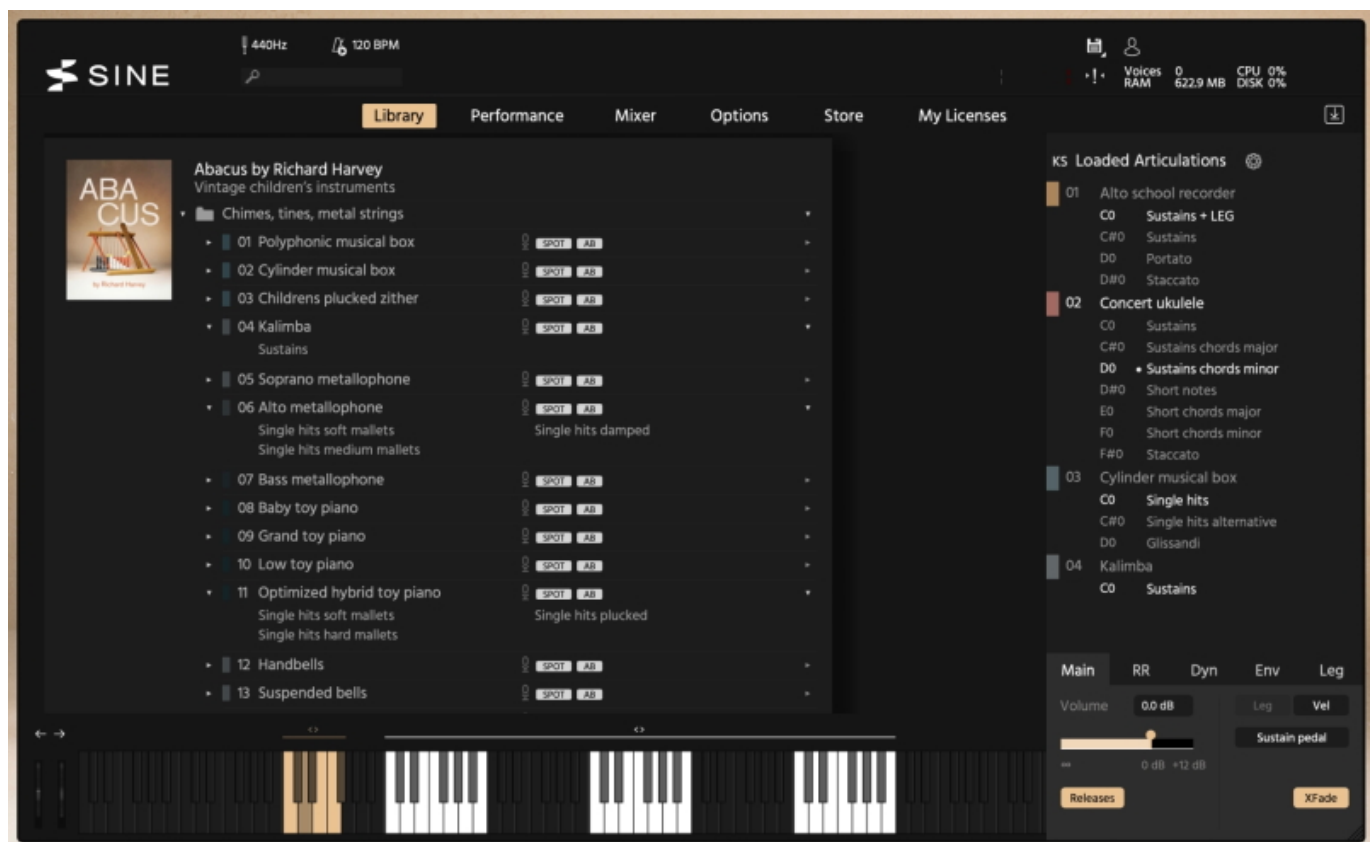 440Hz
120 BPM
SINE
Voices 0
RAM 622.9 MB
CPU 0%
DISK 0%
Library Performance Mixer Options Store My Licenses
ABA
CUS
by Richard Harvey
Abacus by Richard Harvey
Vintage children's instruments
Chimes, tines, metal strings
01 Polyphonic musical box SPOT AB
02 Cylinder musical box SPOT AB
03 Childrens plucked zither SPOT AB
04 Kalimba SPOT AB
Sustains
05 Soprano metallophone SPOT AB
06 Alto metallophone SPOT AB
Single hits soft mallets Single hits damped
Single hits medium mallets
07 Bass metallophone SPOT AB
08 Baby toy piano SPOT AB
09 Grand toy piano SPOT AB
10 Low toy piano SPOT AB
11 Optimized hybrid toy piano SPOT AB
Single hits soft mallets Single hits plucked
Single hits hard mallets
12 Handbells SPOT AB
13 Suspended bells SPOT AB
KS Loaded Articulations
01 Alto school recorder
C0 Sustains + LEG
C#0 Sustains
D0 Portato
D#0 Staccato
02 Concert ukulele
C0 Sustains
C#0 Sustains chords major
D0 • Sustains chords minor
D#0 Short notes
E0 Short chords major
F0 Short chords minor
F#0 Staccato
03 Cylinder musical box
C0 Single hits
C#0 Single hits alternative
D0 Glissandi
04 Kalimba
C0 Sustains
Main RR Dyn Env Leg
Volume 0.0 dB Leg Vel
Sustain pedal
-∞ 0 dB +12 dB
Releases XFade